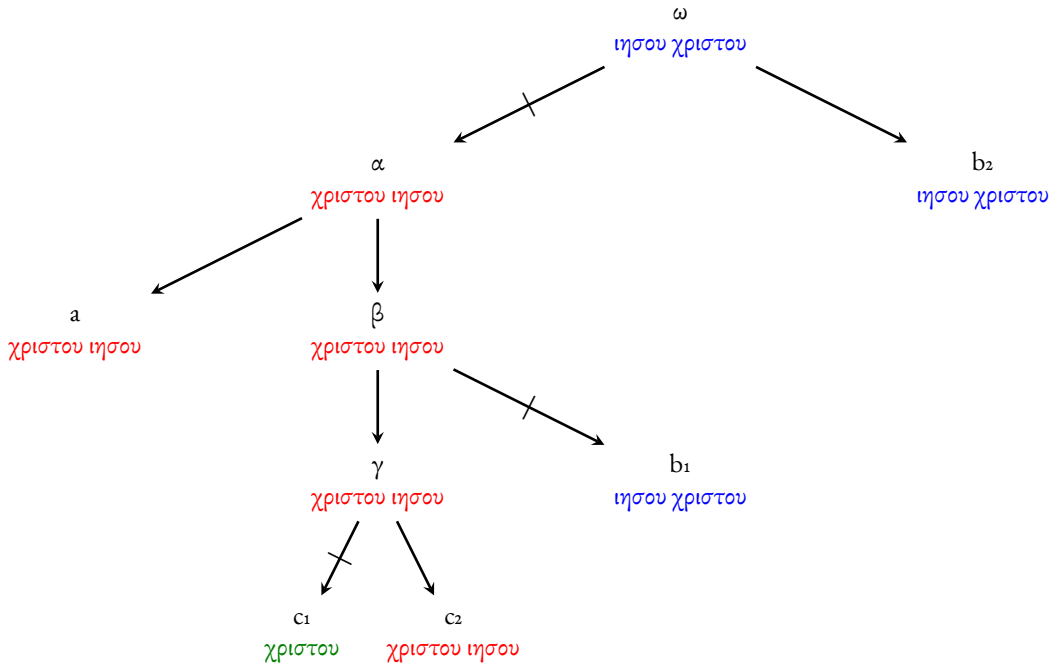 ω
ιησου χριστου
α
χριστου ιησου
b₂
ιησου χριστου
a
χριστου ιησου
β
χριστου ιησου
γ
χριστου ιησου
b₁
ιησου χριστου
c₁
χριστου
c₂
χριστου ιησου